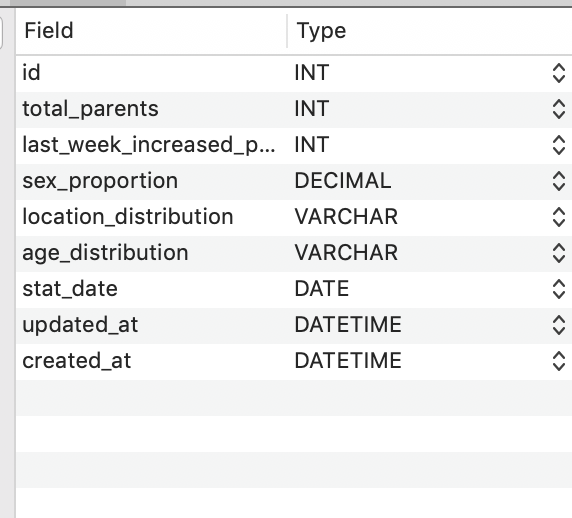 Field Type
id INT
total_parents INT
last_week_increased_p... INT
sex_proportion DECIMAL
location_distribution VARCHAR
age_distribution VARCHAR
stat_date DATE
updated_at DATETIME
created_at DATETIME